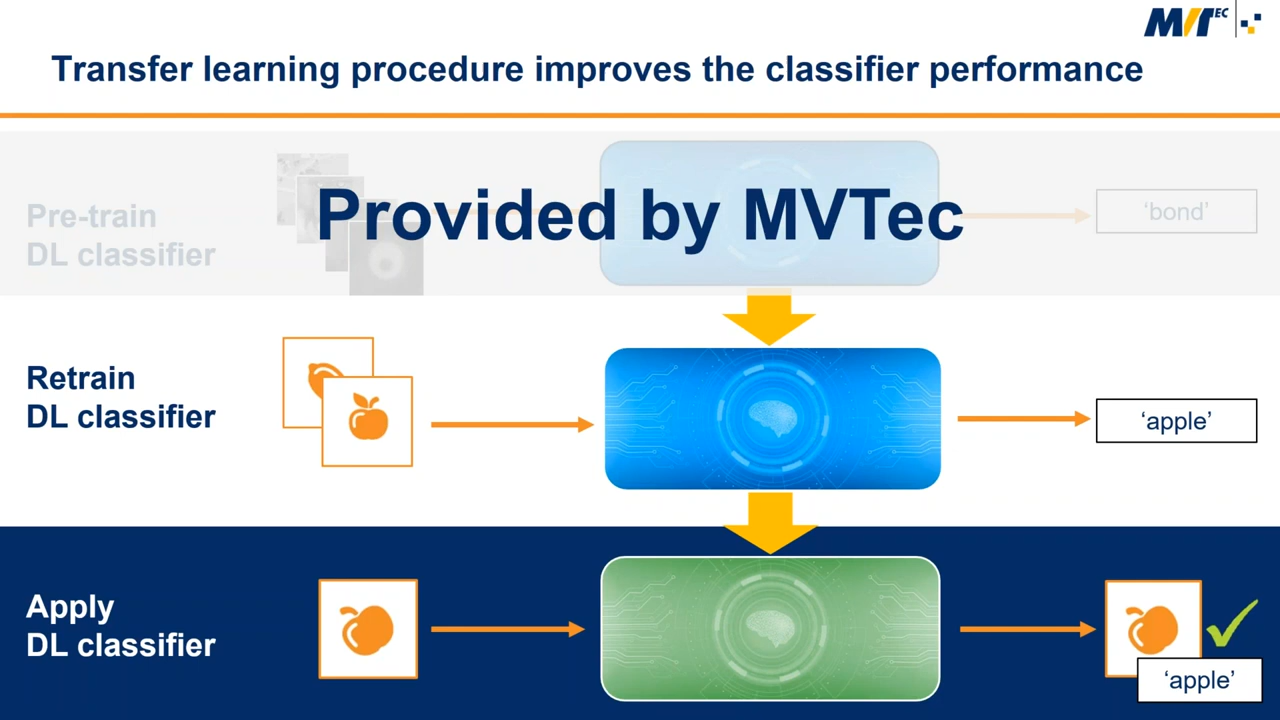 MVTEC
Transfer learning procedure improves the classifier performance
Pre-train
DL classifier
Provided by MVTec
'bond'
Retrain
DL classifier
'apple'
Apply
DL classifier
'apple'